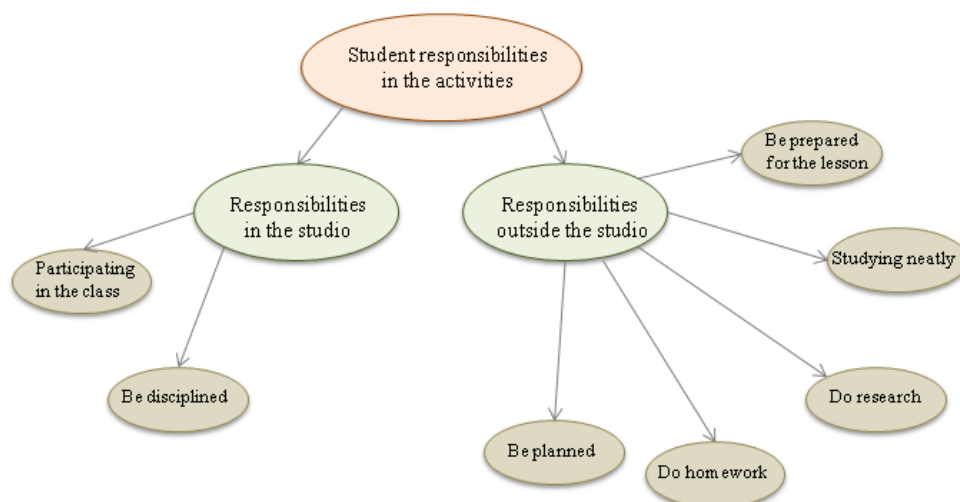 Student responsibilities
in the activities
Responsibilities
in the studio
Responsibilities
outside the studio
Be prepared
for the lesson
Participating
in the class
Studying neatly
Be disciplined
Do research
Be planned
Do homework